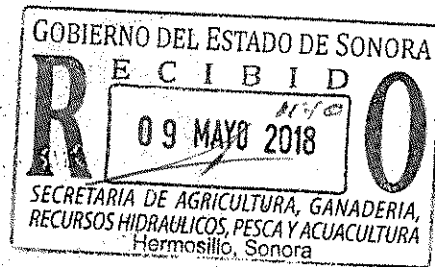 GOBIERNO DEL ESTADO DE SONORA
RECIBIDO
09 MAYO 2018
SECRETARIA DE AGRICULTURA, GANADERIA,
RECURSOS HIDRAULICOS, PESCA Y ACUACULTURA
Hermosillo, Sonora